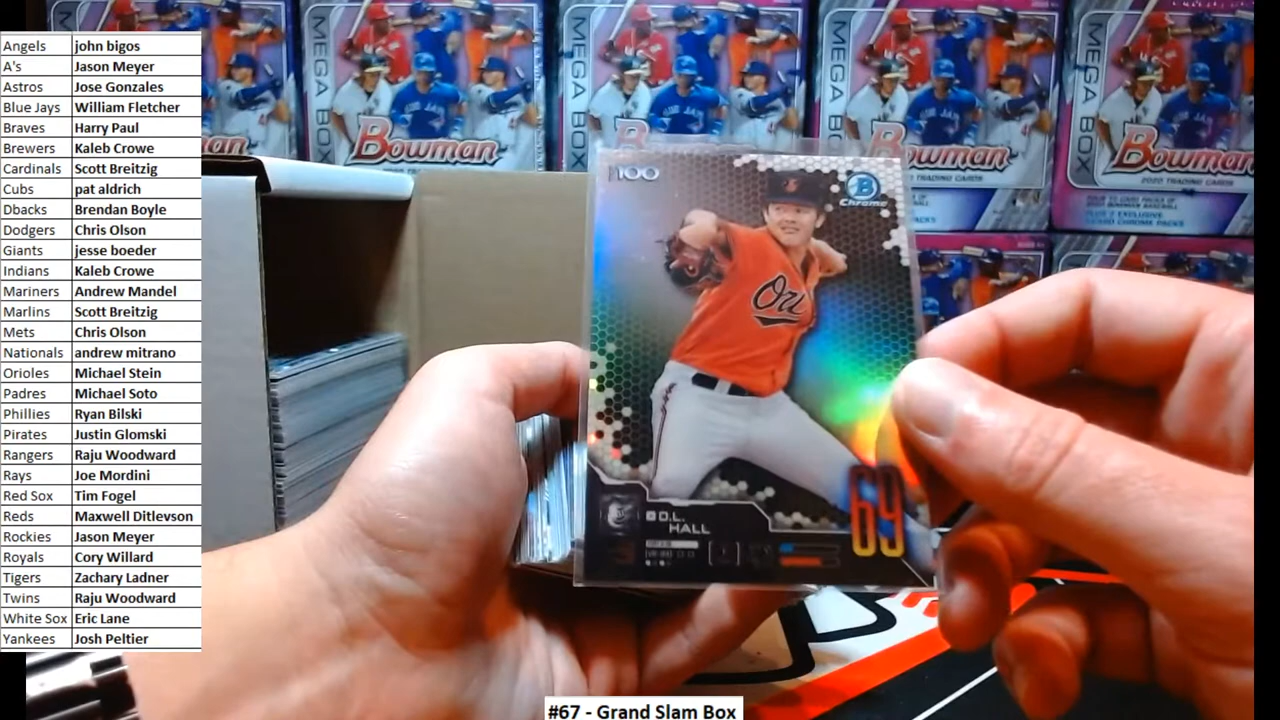 Angels john bigos
A's Jason Meyer
Astros Jose Gonzales
Blue Jays William Fletcher
Braves Harry Paul
Brewers Kaleb Crowe
Cardinals Scott Breitzig
Cubs pat aldrich
Dbacks Brendan Boyle
Dodgers Chris Olson
Giants jesse boeder
Indians Kaleb Crowe
Mariners Andrew Mandel
Marlins Scott Breitzig
Mets Chris Olson
Nationals andrew mitrano
Orioles Michael Stein
Padres Michael Soto
Phillies Ryan Bilski
Pirates Justin Glomski
Rangers Raju Woodward
Rays Joe Mordini
Red Sox Tim Fogel
Reds Maxwell Ditlevson
Rockies Jason Meyer
Royals Cory Willard
Tigers Zachary Ladner
Twins Raju Woodward
White Sox Eric Lane
Yankees Josh Peltier
MEGA BOX
Bowman
MEGA BOX
MEGA BOX
Bowman
TRADING CARDS
MEGA BOX
Bowman
2020 TRADING CARDS
100
B
Chrome
D.L.
HALL
69
#67 - Grand Slam Box